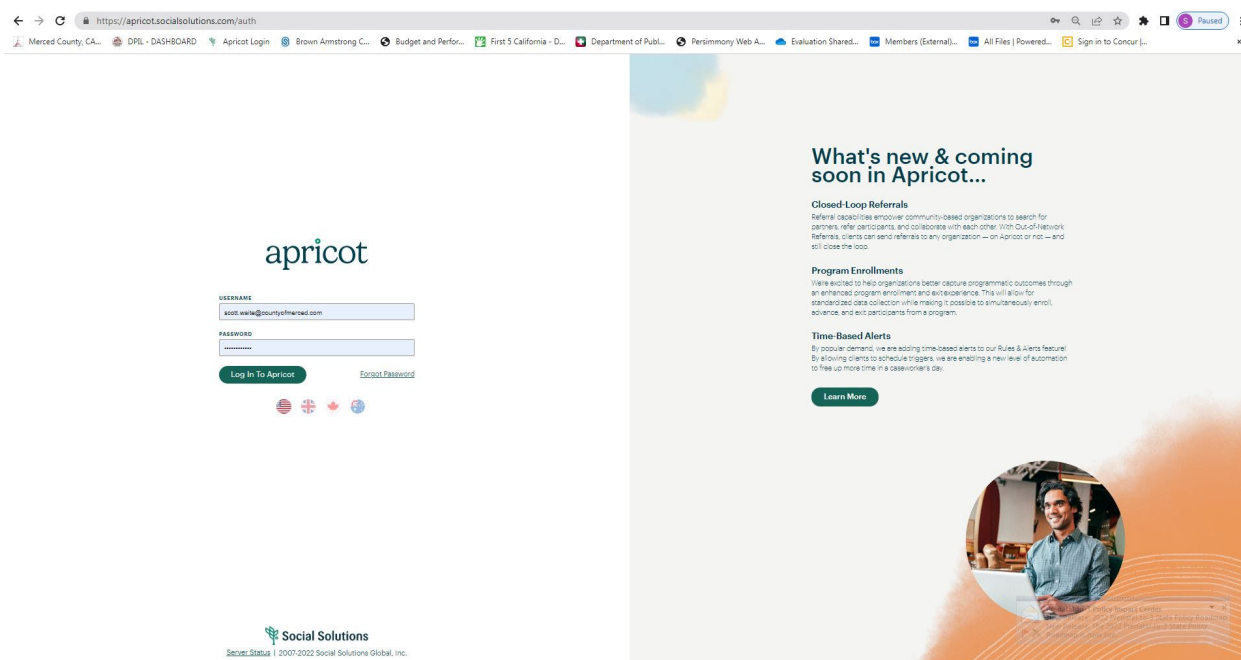 https://apricot.socialsolutions.com/auth
S Paused
Merced County, CA...
DPIL - DASHBOARD
Apricot Login
Brown Armstrong C...
Budget and Perfor...
First 5 California - D...
Department of Publ...
Persimmony Web A...
Evaluation Shared...
box Members (External)...
box All Files | Powered...
Sign in to Concur |...
apricot
USERNAME
scott.waite@countyofmerced.com
PASSWORD
Log In To Apricot
Forgot Password
Social Solutions
Server Status | 2007-2022 Social Solutions Global, Inc.
What's new & coming
soon in Apricot...
Closed-Loop Referrals
Referral capabilities empower community-based organizations to search for
partners, refer participants, and collaborate with each other. With Out-of-Network
Referrals, clients can send referrals to any organization — on Apricot or not — and
still close the loop.
Program Enrollments
We're excited to help organizations better capture programmatic outcomes through
an enhanced program enrollment and exit experience. This will allow for
standardized data collection while making it possible to simultaneously enroll,
advance, and exit participants from a program.
Time-Based Alerts
By popular demand, we are adding time-based alerts to our Rules & Alerts feature!
By allowing clients to schedule triggers, we are enabling a new level of automation
to free up more time in a caseworker's day.
Learn More
Policy Impact Center